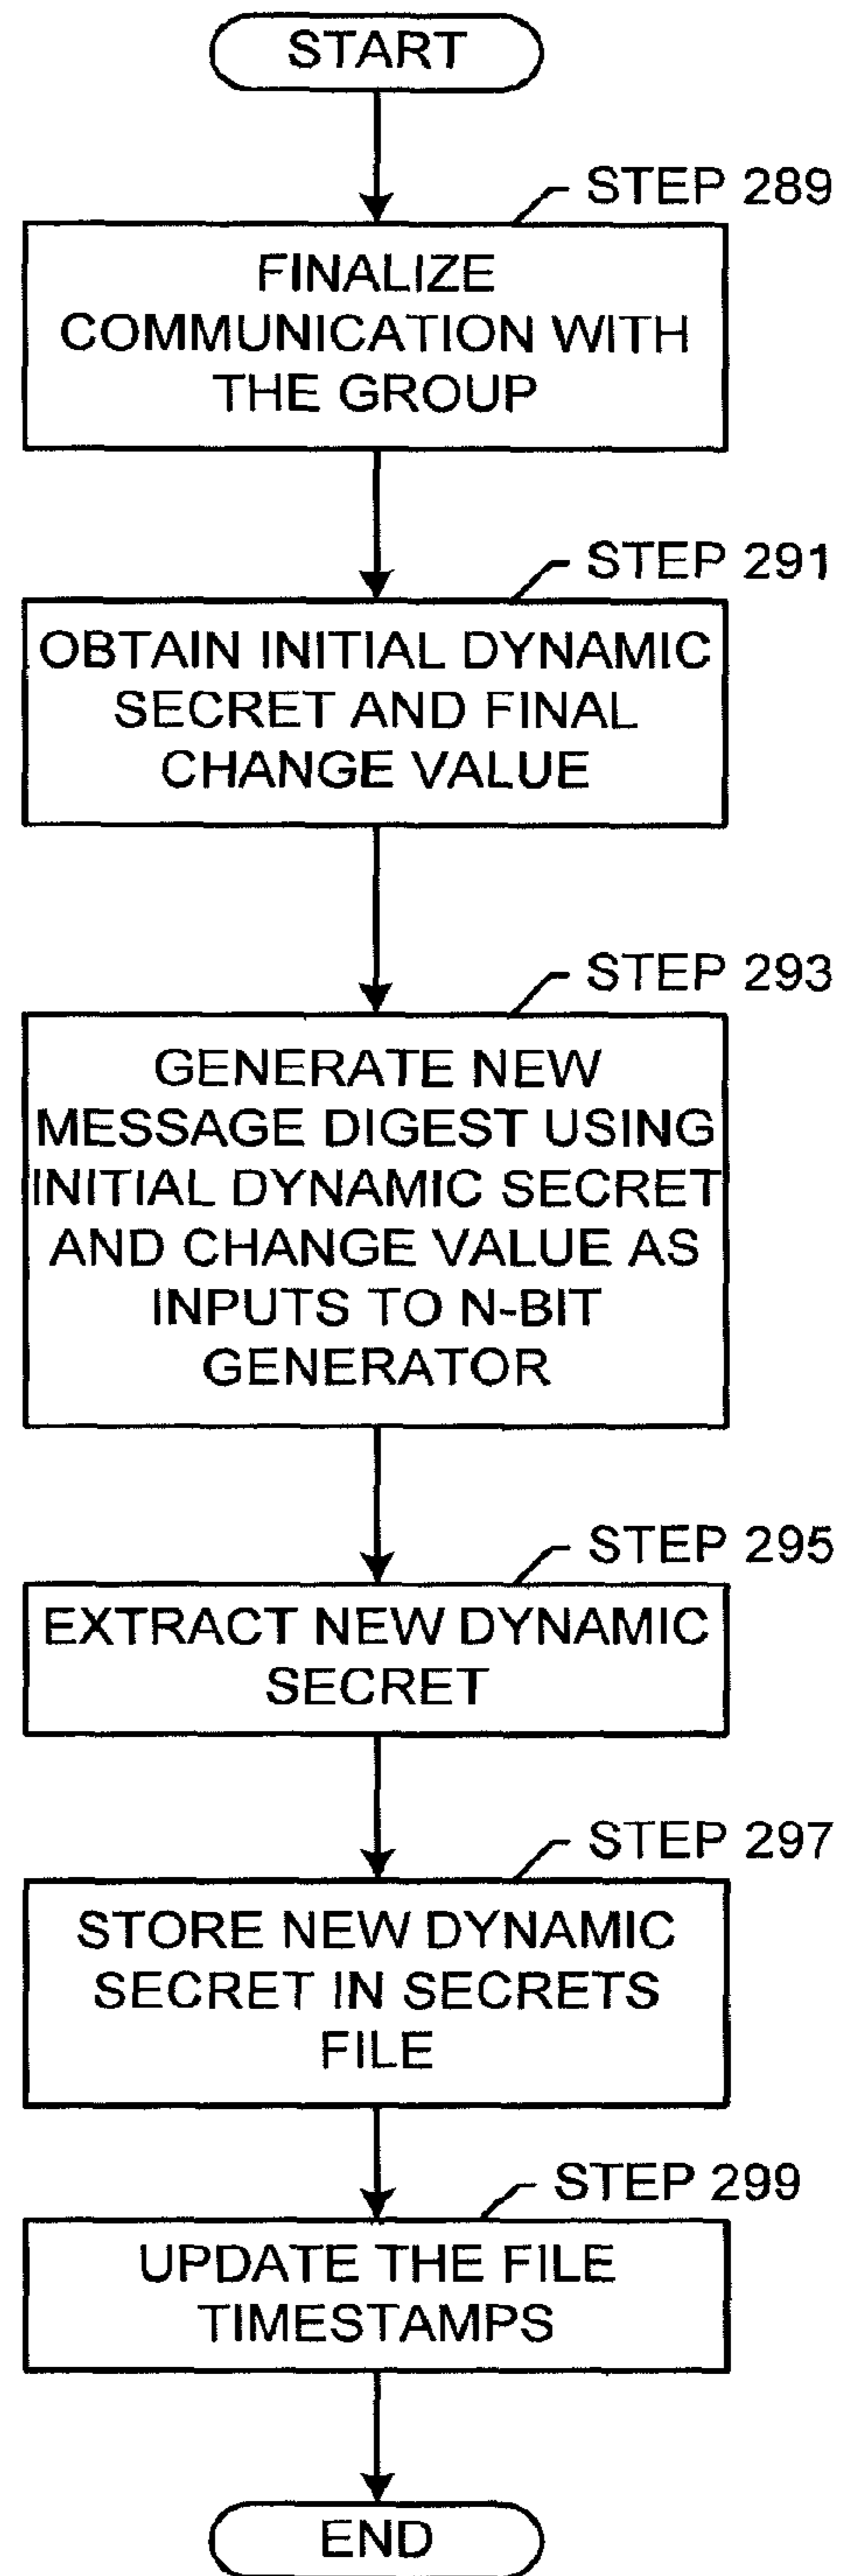 START
STEP 289
FINALIZE
COMMUNICATION WITH
THE GROUP
STEP 291
OBTAIN INITIAL DYNAMIC
SECRET AND FINAL
CHANGE VALUE
STEP 293
GENERATE NEW
MESSAGE DIGEST USING
INITIAL DYNAMIC SECRET
AND CHANGE VALUE AS
INPUTS TO N-BIT
GENERATOR
STEP 295
EXTRACT NEW DYNAMIC
SECRET
STEP 297
STORE NEW DYNAMIC
SECRET IN SECRETS
FILE
STEP 299
UPDATE THE FILE
TIMESTAMPS
END